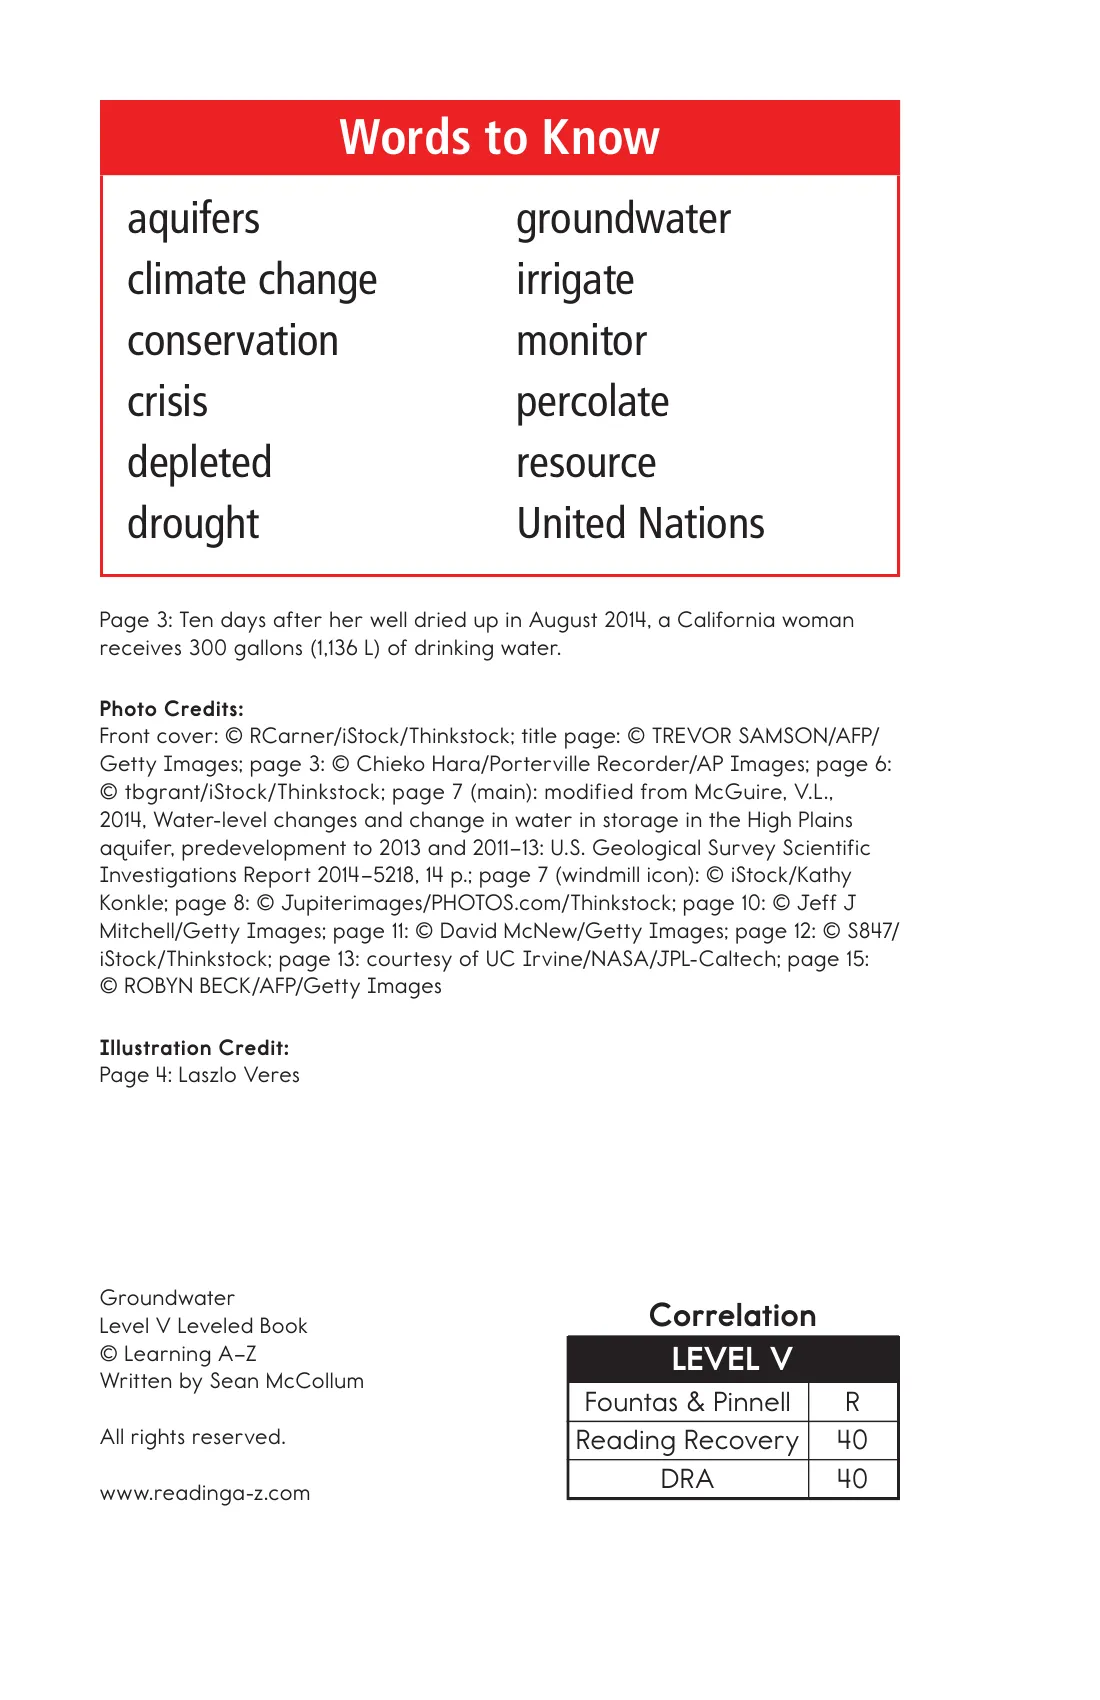 Words to Know
aquifers
climate change
conservation
crisis
depleted
drought
groundwater
irrigate
monitor
percolate
resource
United Nations
Page 3: Ten days after her well dried up in August 2014, a California woman
receives 300 gallons (1,136 L) of drinking water.
Photo Credits:
Front cover: © RCarner/iStock/Thinkstock; title page: © TREVOR SAMSON/AFP/
Getty Images; page 3: © Chieko Hara/Porterville Recorder/AP Images; page 6:
© tbgrant/iStock/Thinkstock; page 7 (main): modified from McGuire, V.L.,
2014, Water-level changes and change in water in storage in the High Plains
aquifer, predevelopment to 2013 and 2011–13: U.S. Geological Survey Scientific
Investigations Report 2014–5218, 14 p.; page 7 (windmill icon): © iStock/Kathy
Konkle; page 8: © Jupiterimages/PHOTOS.com/Thinkstock; page 10: © Jeff J
Mitchell/Getty Images; page 11: © David McNew/Getty Images; page 12: © S847/
iStock/Thinkstock; page 13: courtesy of UC Irvine/NASA/JPL-Caltech; page 15:
© ROBYN BECK/AFP/Getty Images
Illustration Credit:
Page 4: Laszlo Veres
Groundwater
Level V Leveled Book
© Learning A–Z
Written by Sean McCollum
All rights reserved.
www.readinga-z.com
Correlation
LEVEL V
Fountas & Pinnell R
Reading Recovery 40
DRA 40